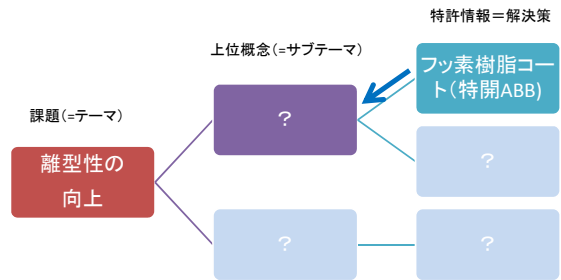 特許情報＝解決策
上位概念(=サブテーマ)
フッ素樹脂コー
ト(特開ABB)
？
課題(=テーマ)
？
離型性の
向上
？
？